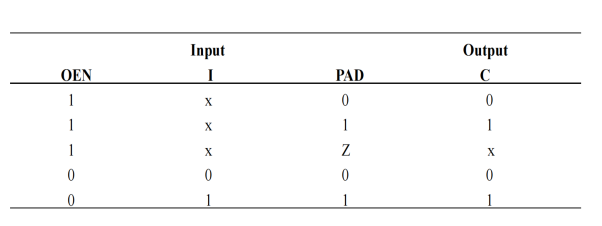 Input Output
OEN I PAD C
1 x 0 0
1 x 1 1
1 x Z x
0 0 0 0
0 1 1 1